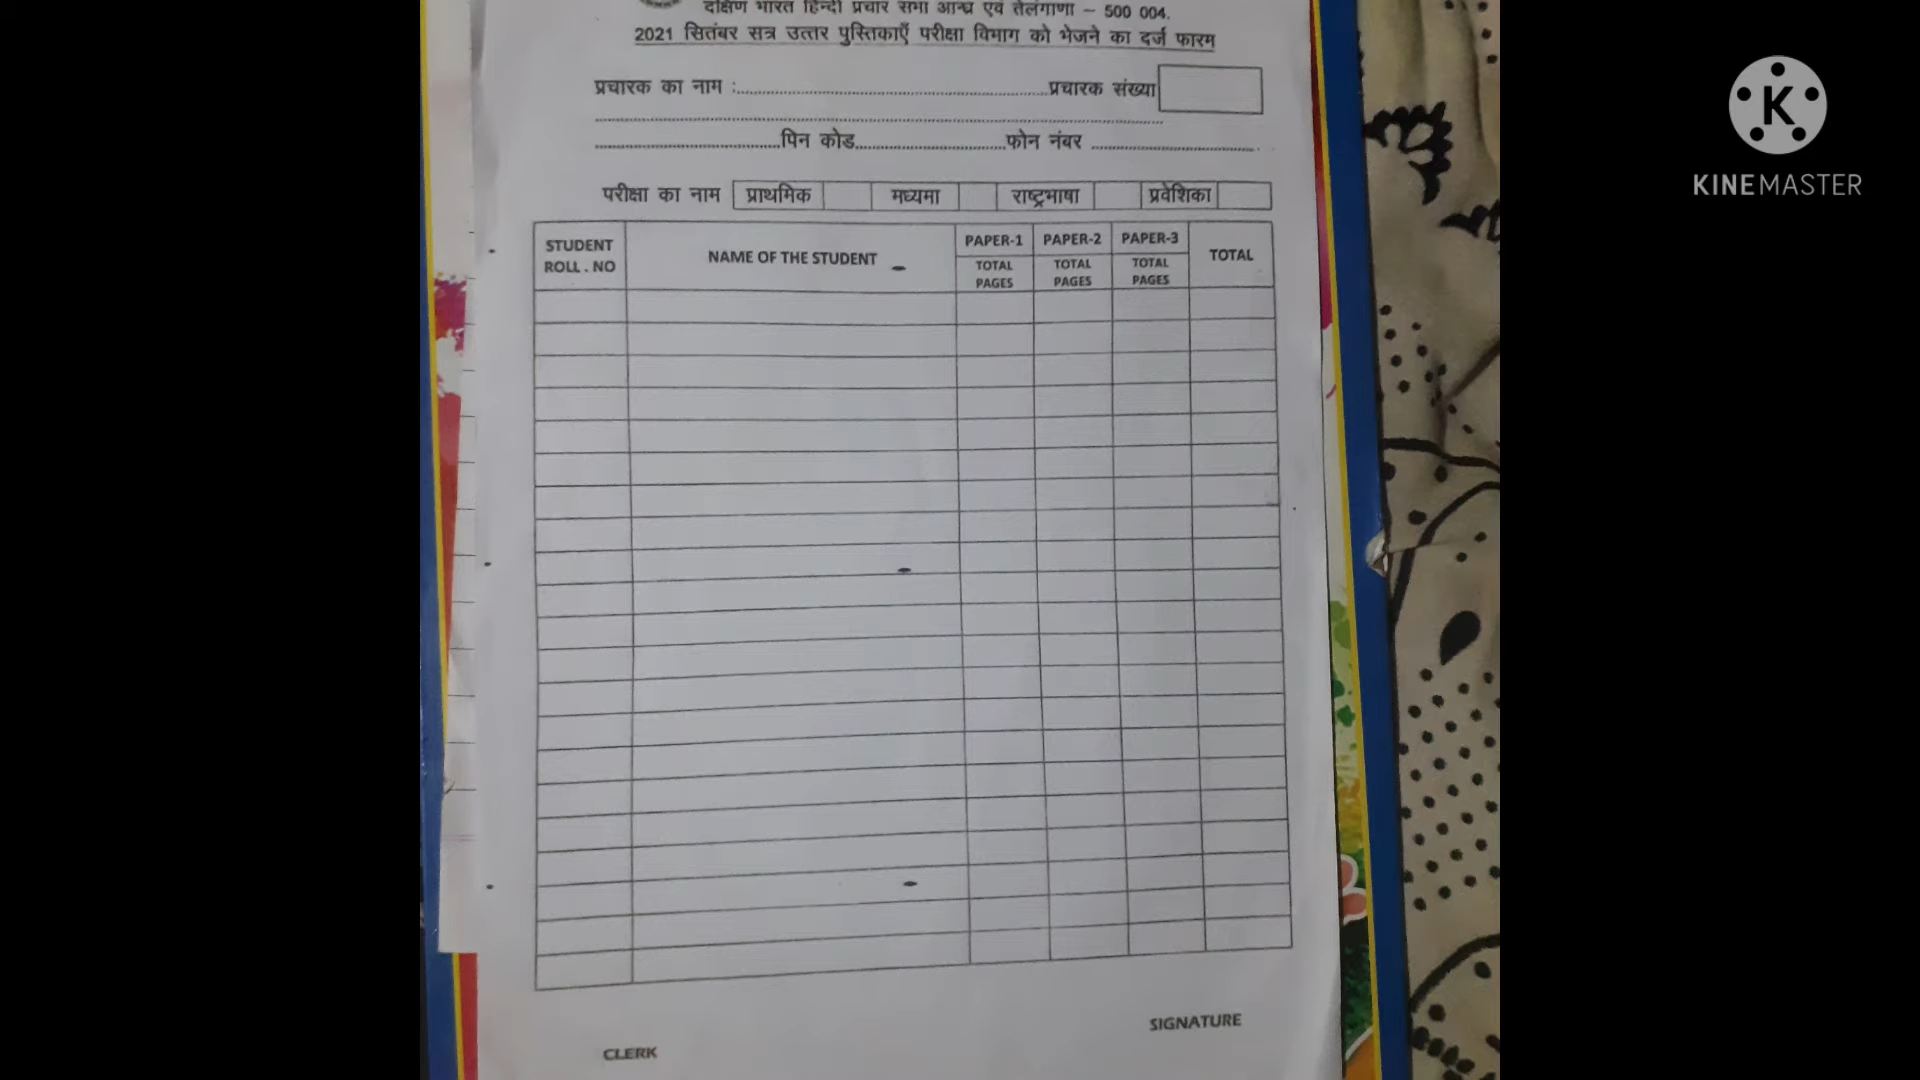 दक्षिण भारत हिन्दी प्रचार सभा आन्ध्र एवं तेलंगाणा – 500 004.
2021 सितंबर सत्र उत्तर पुस्तिकाएँ परीक्षा विभाग को भेजने का दर्ज फारम
प्रचारक का नाम :.......... प्रचारक संख्या
.......... पिन कोड.......... फोन नंबर ..........
परीक्षा का नाम प्राथमिक मध्यमा राष्ट्रभाषा प्रवेशिका
STUDENT ROLL . NO NAME OF THE STUDENT PAPER-1 PAPER-2 PAPER-3 TOTAL
TOTAL PAGES TOTAL PAGES TOTAL PAGES
SIGNATURE
CLERK
K
KINEMASTER